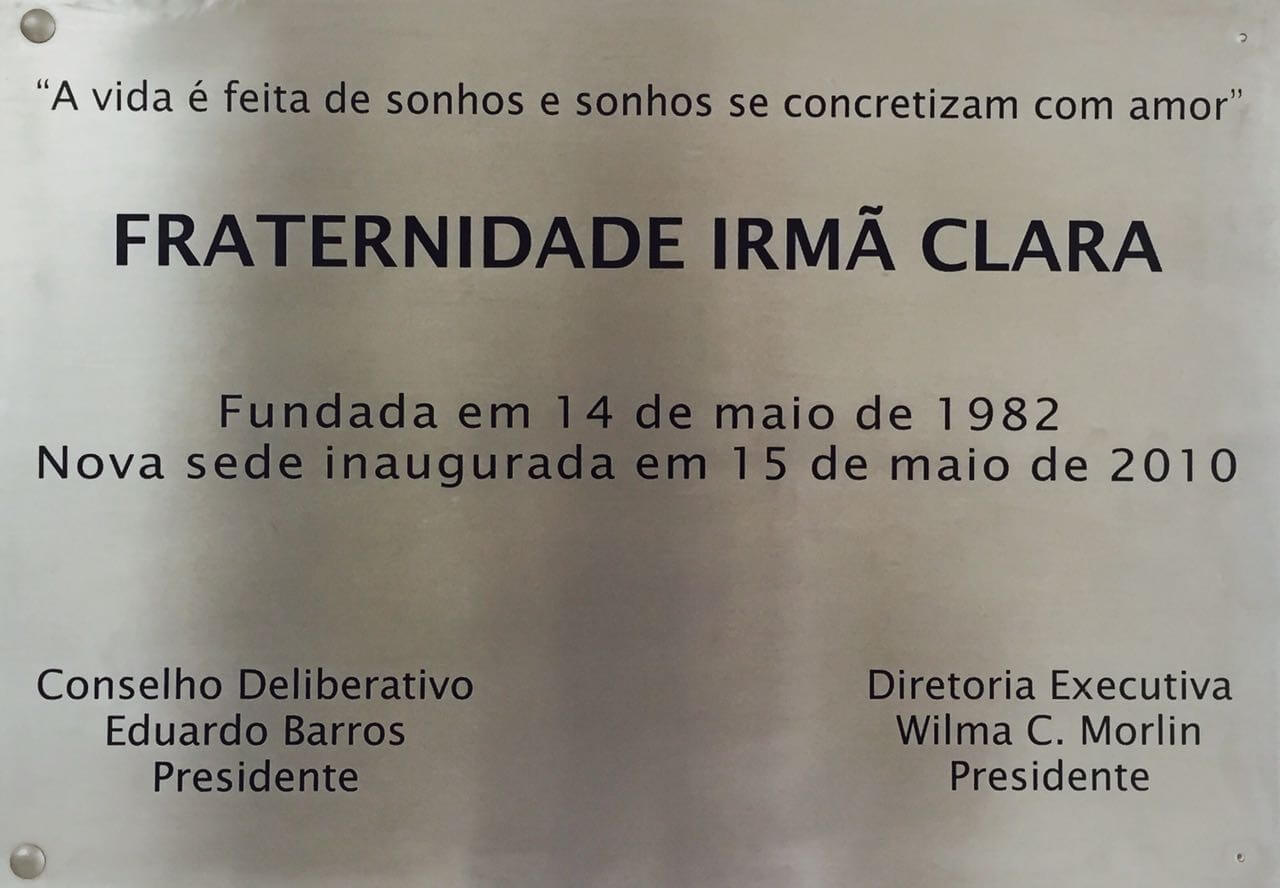 “A vida é feita de sonhos e sonhos se concretizam com amor”
FRATERNIDADE IRMÃ CLARA
Fundada em 14 de maio de 1982
Nova sede inaugurada em 15 de maio de 2010
Conselho Deliberativo
Eduardo Barros
Presidente
Diretoria Executiva
Wilma C. Morlin
Presidente